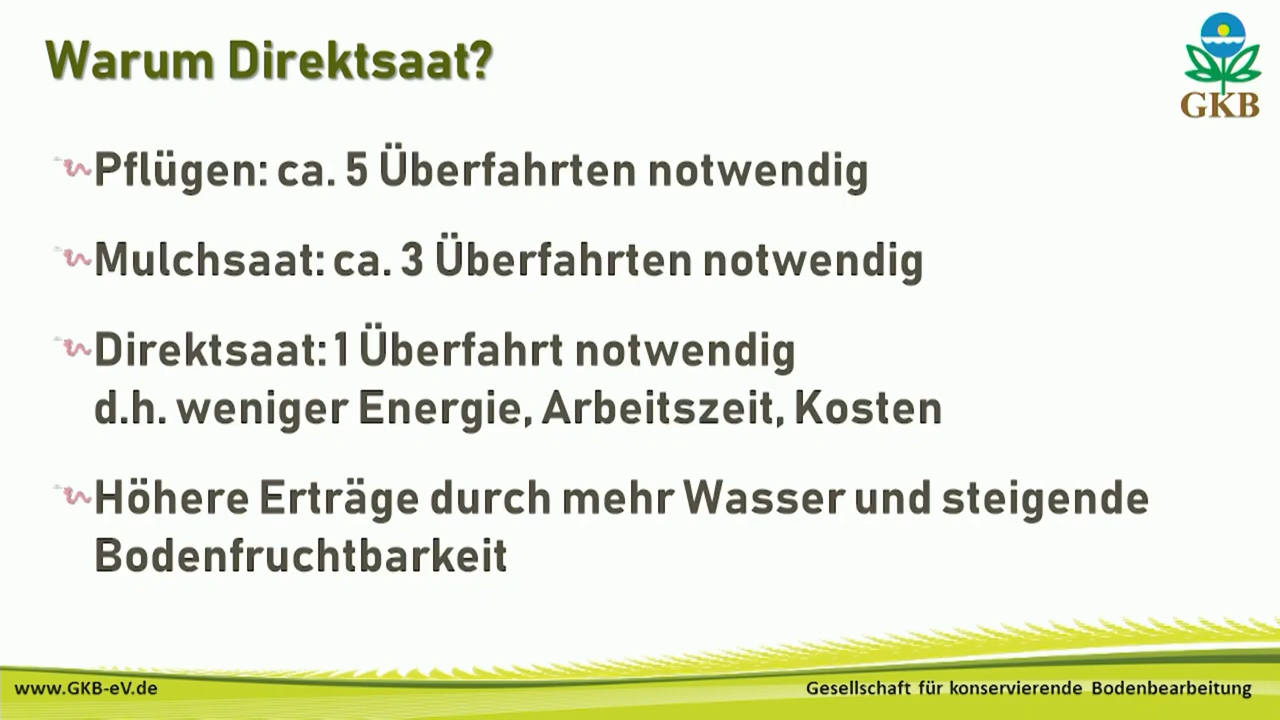 Warum Direktsaat?
GKB
Pflügen: ca. 5 Überfahrten notwendig
Mulchsaat: ca. 3 Überfahrten notwendig
Direktsaat: 1 Überfahrt notwendig
d.h. weniger Energie, Arbeitszeit, Kosten
Höhere Erträge durch mehr Wasser und steigende
Bodenfruchtbarkeit
www.GKB-eV.de
Gesellschaft für konservierende Bodenbearbeitung